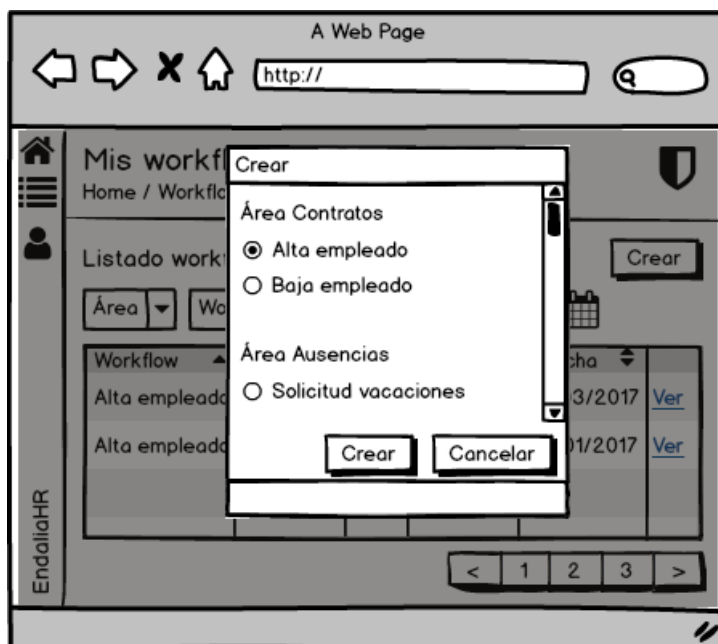 A Web Page
http://
Mis workfl
Home / Workflo
Crear
Área Contratos
Alta empleado
Baja empleado
Área Ausencias
Solicitud vacaciones
Crear
Cancelar
Listado work
Crear
Área
Wo
Workflow
cha
Alta empleado
03/2017
Ver
Alta empleado
01/2017
Ver
EndaliaHR
< 1 2 3 >